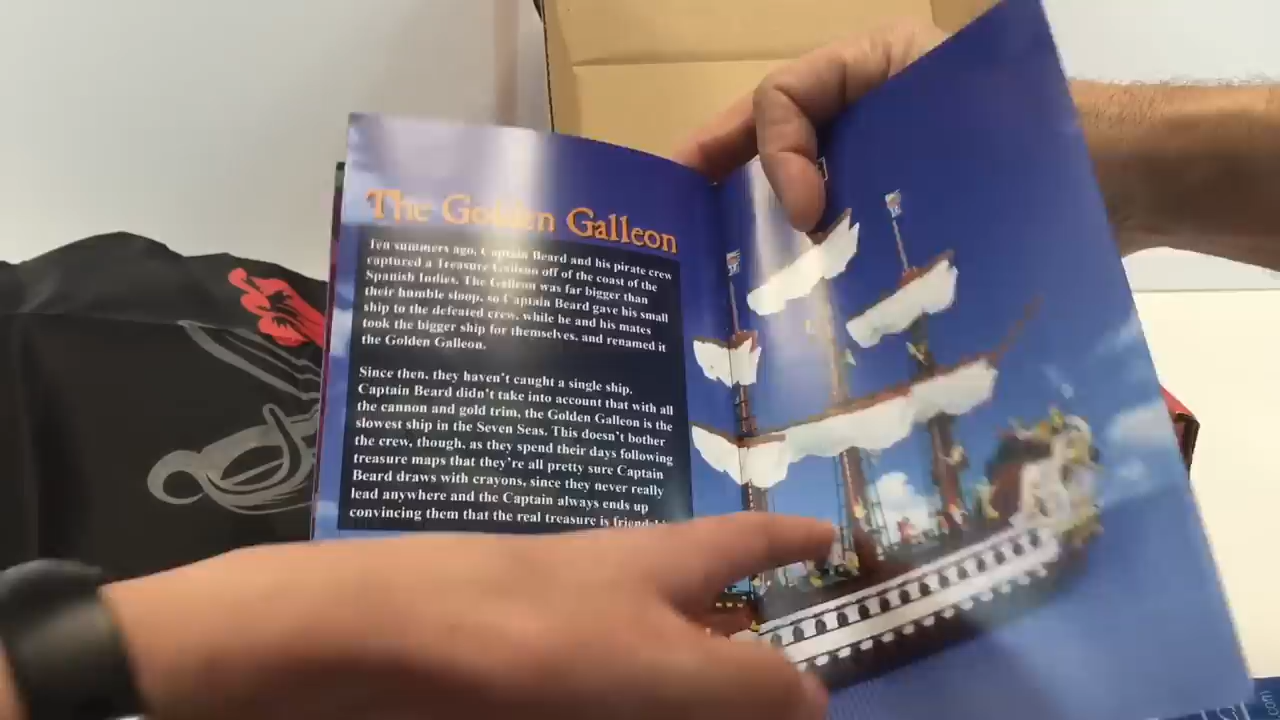 The Golden Galleon
Ten summers ago, Captain Beard and his pirate crew
captured a Treasure Galleon off of the coast of the
Spanish Indies. The Galleon was far bigger than
their humble sloop, so Captain Beard gave his small
ship to the defeated crew, while he and his mates
took the bigger ship for themselves, and renamed it
the Golden Galleon.
Since then, they haven't caught a single ship.
Captain Beard didn't take into account that with all
the cannon and gold trim, the Golden Galleon is the
slowest ship in the Seven Seas. This doesn't bother
the crew, though, as they spend their days following
treasure maps that they're all pretty sure Captain
Beard draws with crayons, since they never really
lead anywhere and the Captain always ends up
convincing them that the real treasure is
.com